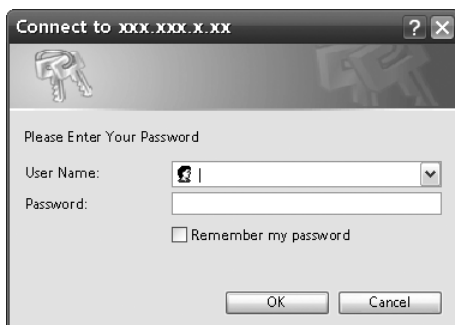 Connect to xxx.xxx.x.xx
Please Enter Your Password
User Name:
Password:
Remember my password
OK Cancel